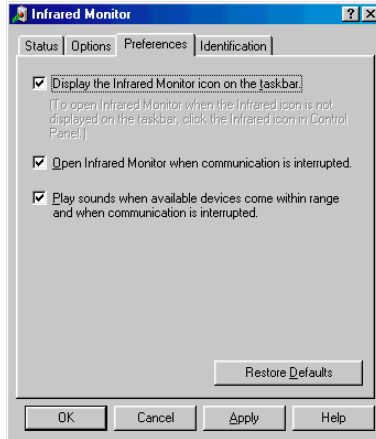 Infrared Monitor
Status Options Preferences Identification
Display the Infrared Monitor icon on the taskbar.
(To open Infrared Monitor when the Infrared icon is not
displayed on the taskbar, click the Infrared icon in Control
Panel.)
Open Infrared Monitor when communication is interrupted.
Play sounds when available devices come within range
and when communication is interrupted.
Restore Defaults
OK Cancel Apply Help